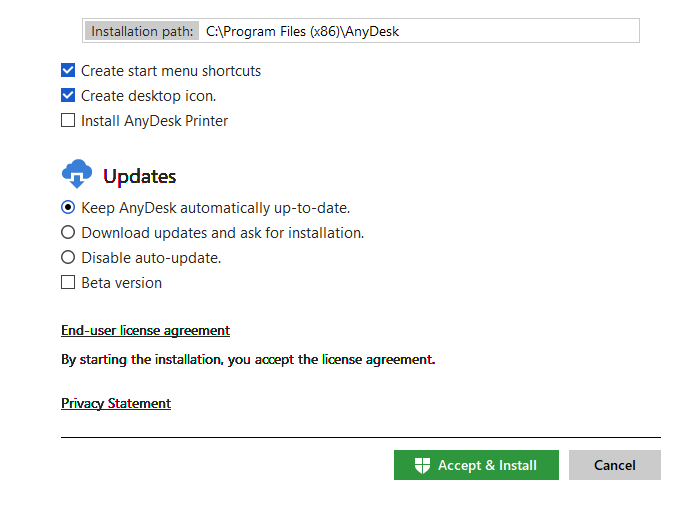 Installation path: C:\Program Files (x86)\AnyDesk
Create start menu shortcuts
Create desktop icon.
Install AnyDesk Printer
Updates
Keep AnyDesk automatically up-to-date.
Download updates and ask for installation.
Disable auto-update.
Beta version
End-user license agreement
By starting the installation, you accept the license agreement.
Privacy Statement
Accept & Install Cancel